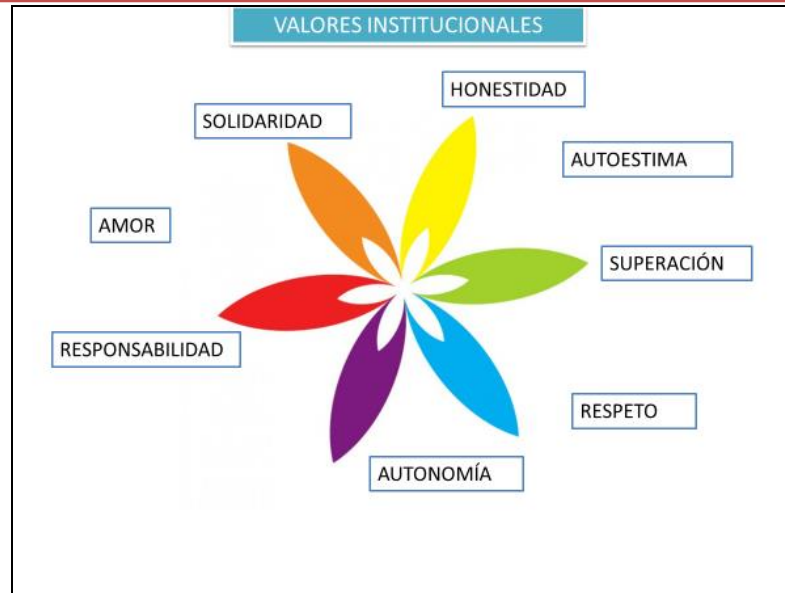 VALORES INSTITUCIONALES
HONESTIDAD
SOLIDARIDAD
AUTOESTIMA
AMOR
SUPERACIÓN
RESPONSABILIDAD
RESPETO
AUTONOMÍA